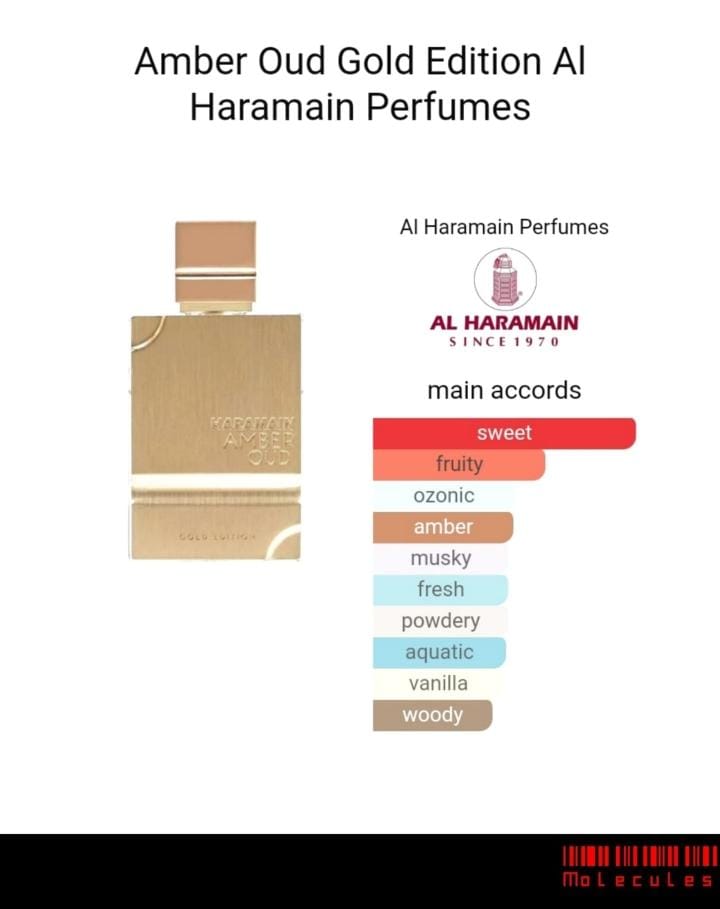 Amber Oud Gold Edition Al
Haramain Perfumes
HARAMAIN
AMBER
OUD
GOLD EDITION
Al Haramain Perfumes
AL HARAMAIN
SINCE 1970
main accords
sweet
fruity
ozonic
amber
musky
fresh
powdery
aquatic
vanilla
woody
Molecules